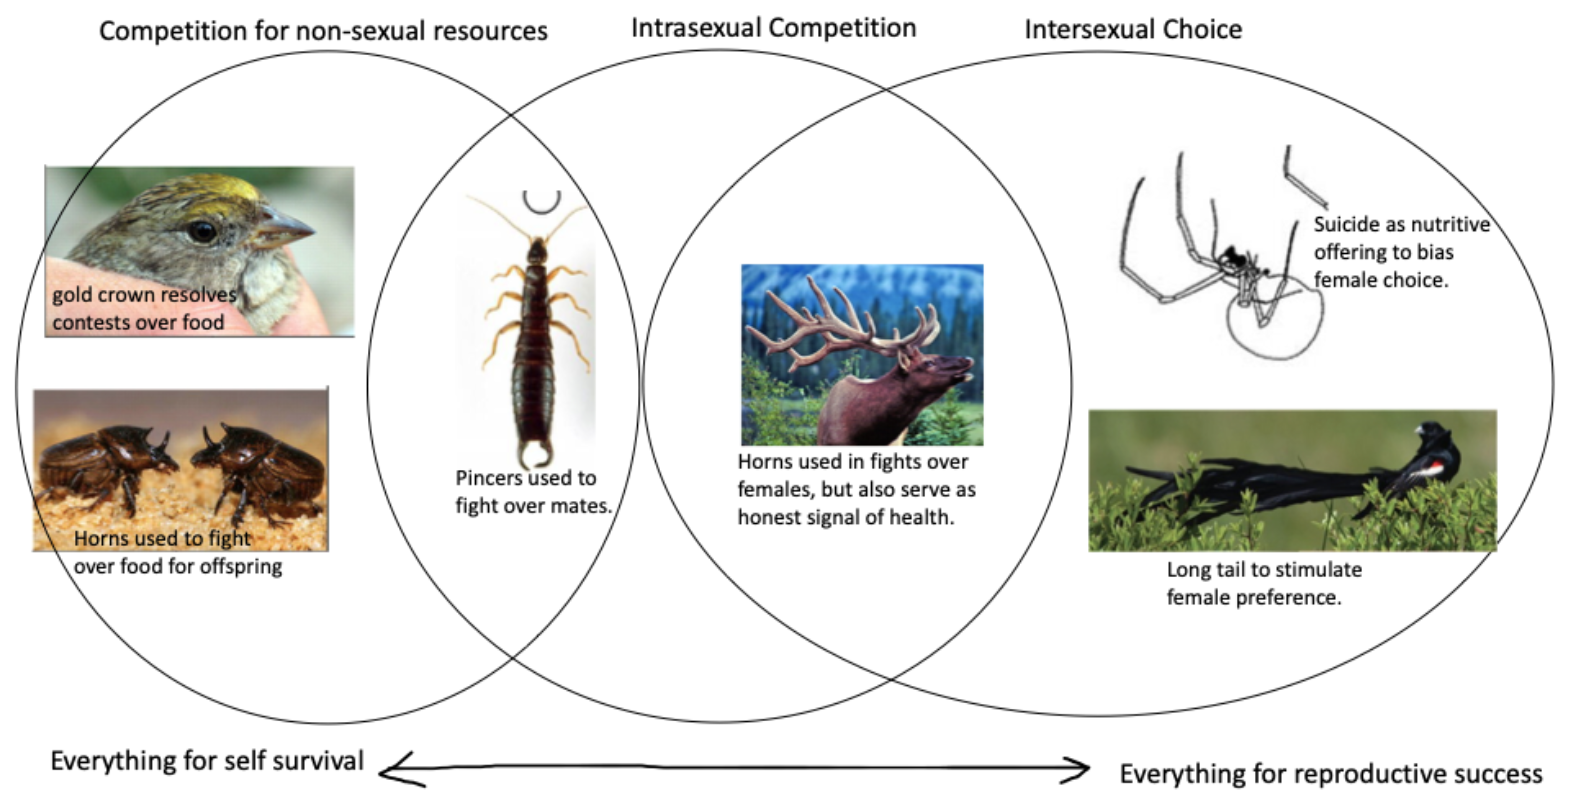 Competition for non-sexual resources
Intrasexual Competition
Intersexual Choice
gold crown resolves
contests over food
Horns used to fight
over food for offspring
Pincers used to
fight over mates.
Horns used in fights over
females, but also serve as
honest signal of health.
Suicide as nutritive
offering to bias
female choice.
Long tail to stimulate
female preference.
Everything for self survival
Everything for reproductive success